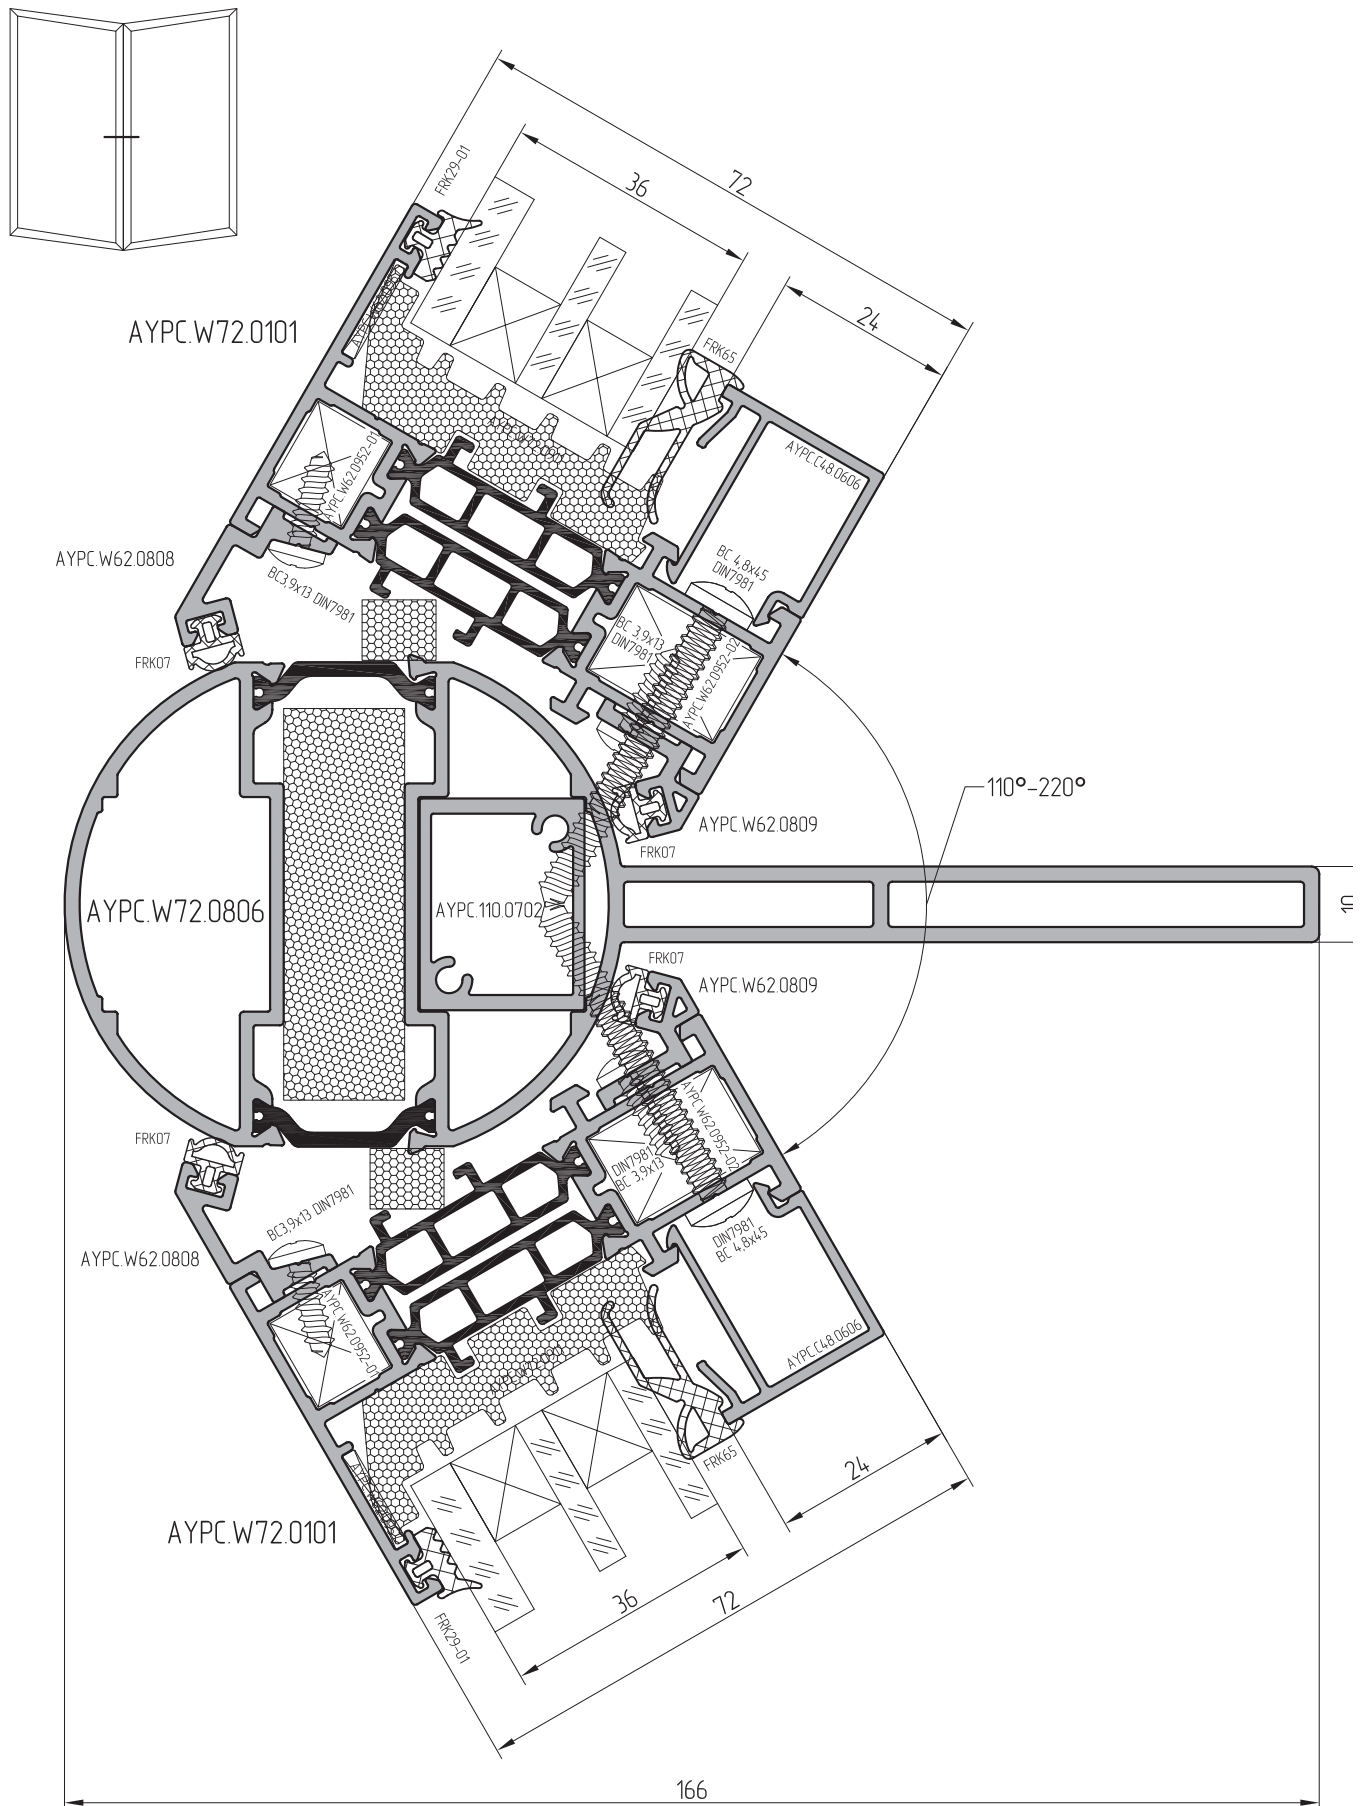 FRK29-01
72
36
24
AYPC.W72.0101
FRK65
AYPC.W72.0901
AYPC.C48.0606
AYPC.W62.0952-01
AYPC.W62.0808
BC 4,8x45
DIN7981
BC3,9x13 DIN7981
BC 3,9x13
DIN7981
AYPC.W62.0952-02
FRK07
110°-220°
AYPC.W62.0809
FRK07
AYPC.W72.0806
AYPC.110.0702
10
FRK07
AYPC.W62.0809
FRK07
AYPC.W62.0952-02
DIN7981
BC 3,9x13
BC3,9x13 DIN7981
DIN7981
BC 4,8x45
AYPC.W62.0808
AYPC.W62.0952-01
AYPC.C48.0606
FRK65
24
AYPC.W72.0101
36
72
FRK29-01
166